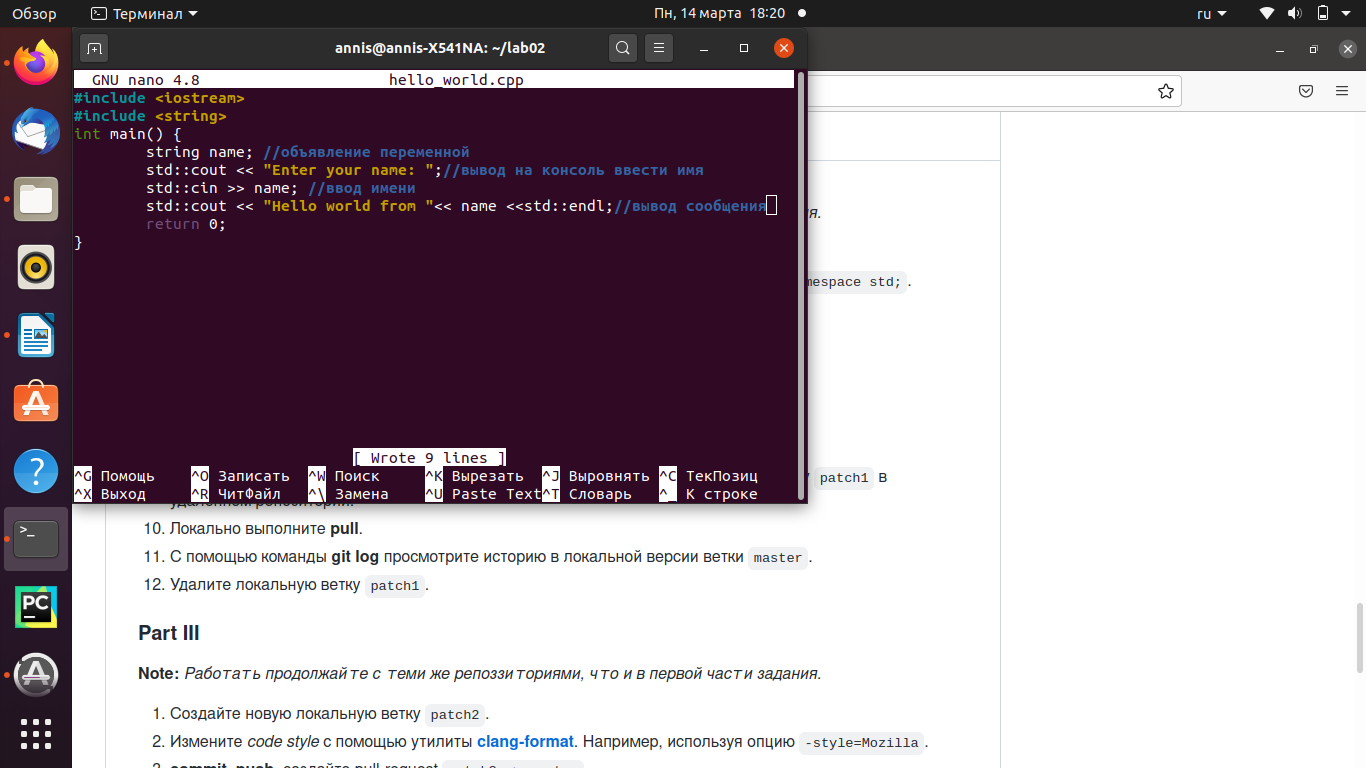 Обзор
Терминал
Пн, 14 марта 18:20
ru
annis@annis-X541NA: ~/lab02
GNU nano 4.8 hello_world.cpp
#include <iostream>
#include <string>
int main() {
string name; //объявление переменной
std::cout << "Enter your name: ";//вывод на консоль ввести имя
std::cin >> name; //ввод имени
std::cout << "Hello world from "<< name <<std::endl;//вывод сообщения
return 0;
}
[ Wrote 9 lines ]
^G Помощь ^O Записать ^W Поиск ^K Вырезать ^J Выровнять ^C ТекПозиц
^X Выход ^R ЧитФайл ^\ Замена ^U Paste Text ^T Словарь ^_ К строке
mespace std;.
patch1 в
10. Локально выполните pull.
11. С помощью команды git log просмотрите историю в локальной версии ветки master.
12. Удалите локальную ветку patch1.
Part III
Note: Работать продолжайте с теми же репоззиториями, что и в первой части задания.
1. Создайте новую локальную ветку patch2.
2. Измените code style с помощью утилиты clang-format. Например, используя опцию -style=Mozilla.
PC